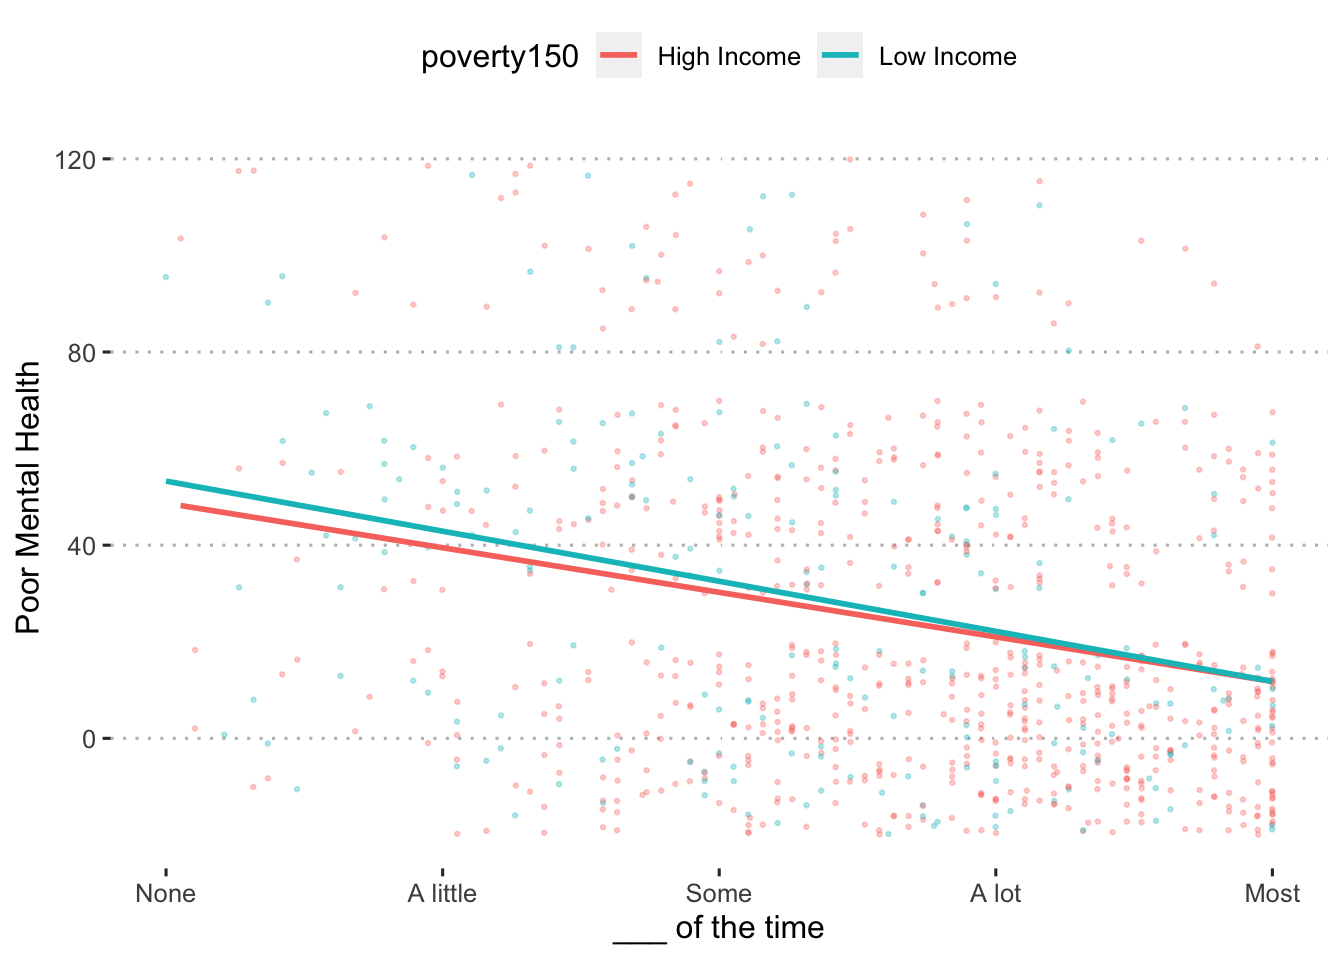 poverty150 High Income Low Income
120
80
40
0
Poor Mental Health
None A little Some A lot Most
___ of the time